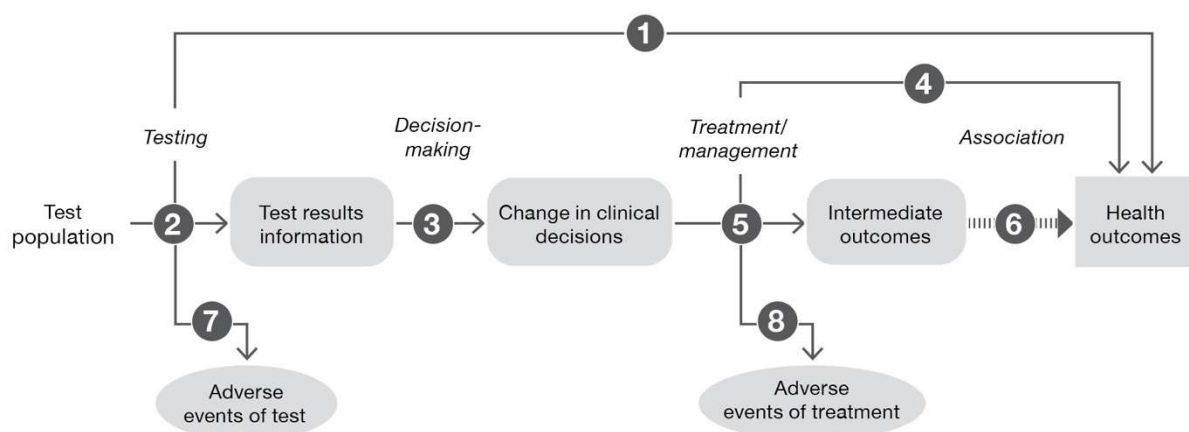 1
4
Testing
Decision-
making
Treatment/
management
Association
Test
population
2
Test results
information
3
Change in clinical
decisions
5
Intermediate
outcomes
6
Health
outcomes
7
8
Adverse
events of test
Adverse
events of treatment